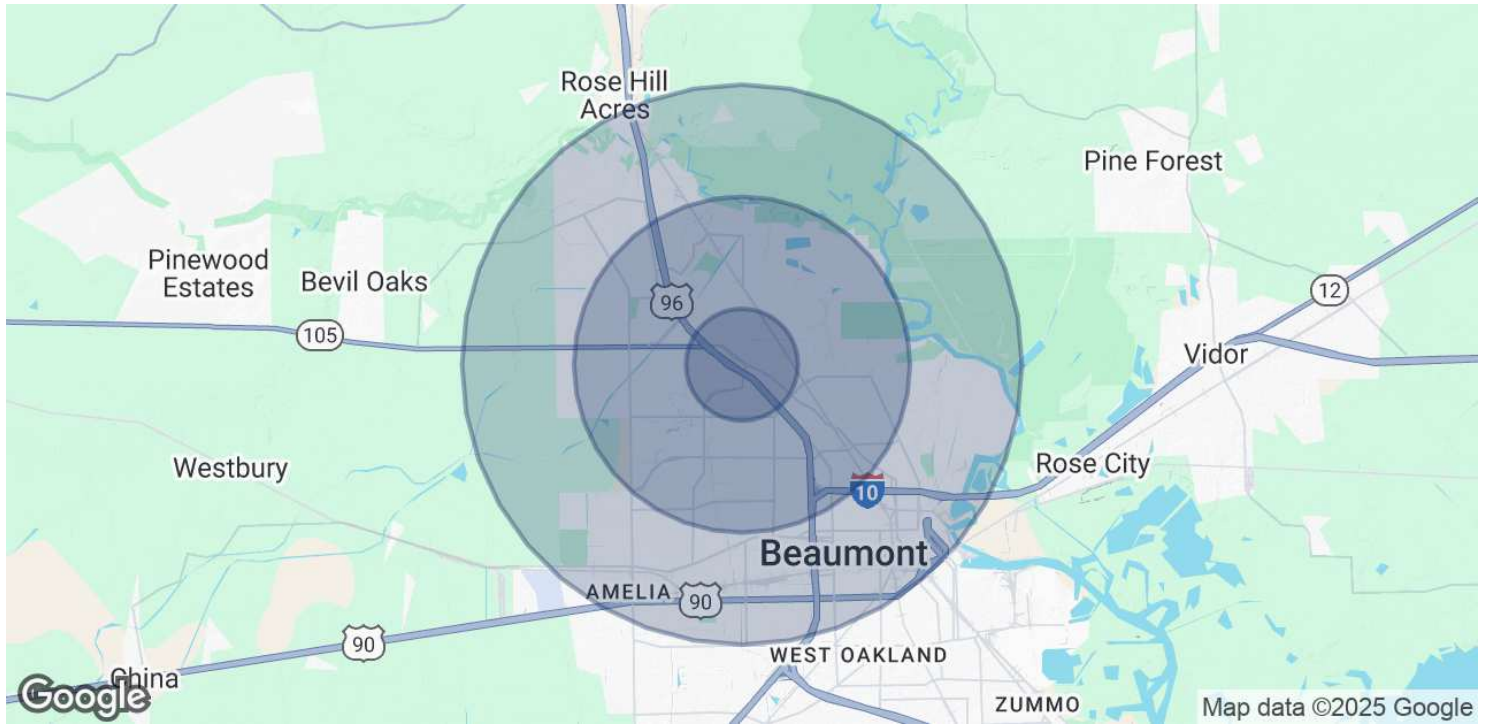 Rose Hill
Acres
Pine Forest
Pinewood
Estates
Bevil Oaks
96
12
105
Vidor
Westbury
Rose City
10
Beaumont
AMELIA
90
90
WEST OAKLAND
China
Google
ZUMMO
Map data ©2025 Google